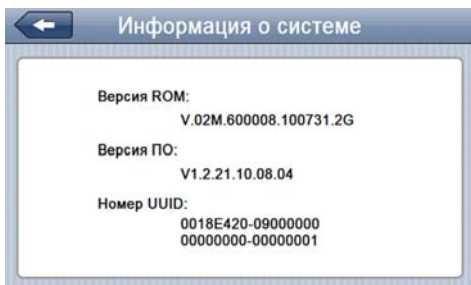 Информация о системе
Версия ROM:
V.02M.600008.100731.2G
Версия ПО:
V1.2.21.10.08.04
Номер UUID:
0018E420-09000000
00000000-00000001